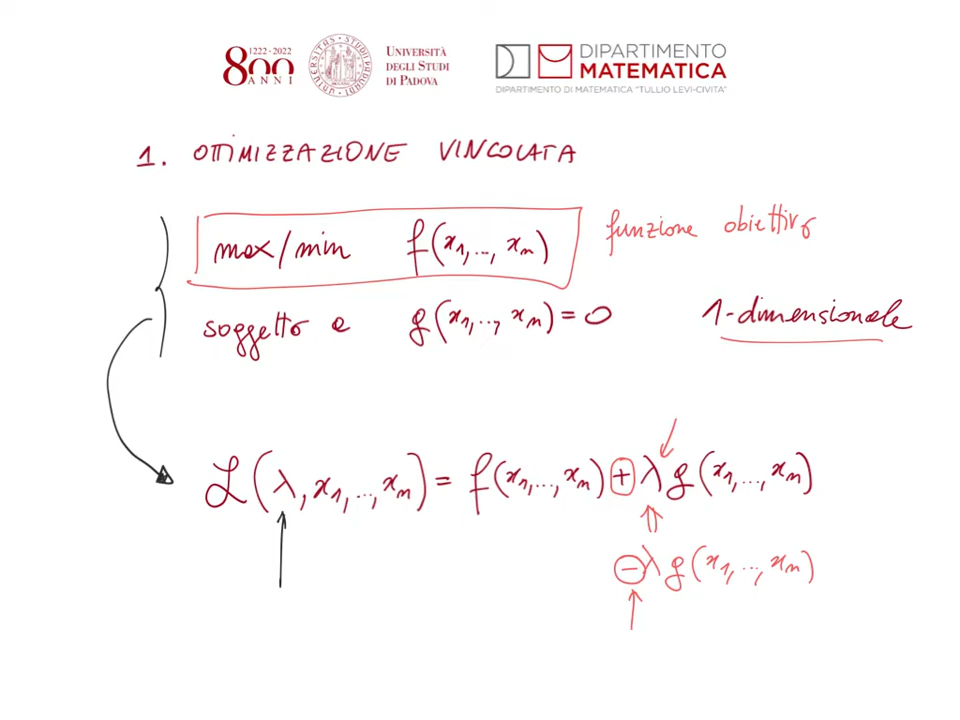 1222·2022
800
ANNI
UNIVERSITÀ
DEGLI STUDI
DI PADOVA
DIPARTIMENTO
MATEMATICA
DIPARTIMENTO DI MATEMATICA "TULLIO LEVI-CIVITA"
1. OTTIMIZZAZIONE VINCOLATA
max/min f(x₁,..,xₙ) funzione obiettivo
soggetto a g(x₁,..,xₙ)=0 1-dimensionale
ℒ(λ,x₁,..,xₙ)= f(x₁,...,xₙ)+λg(x₁,...,xₙ)
-λg(x₁,...,xₙ)